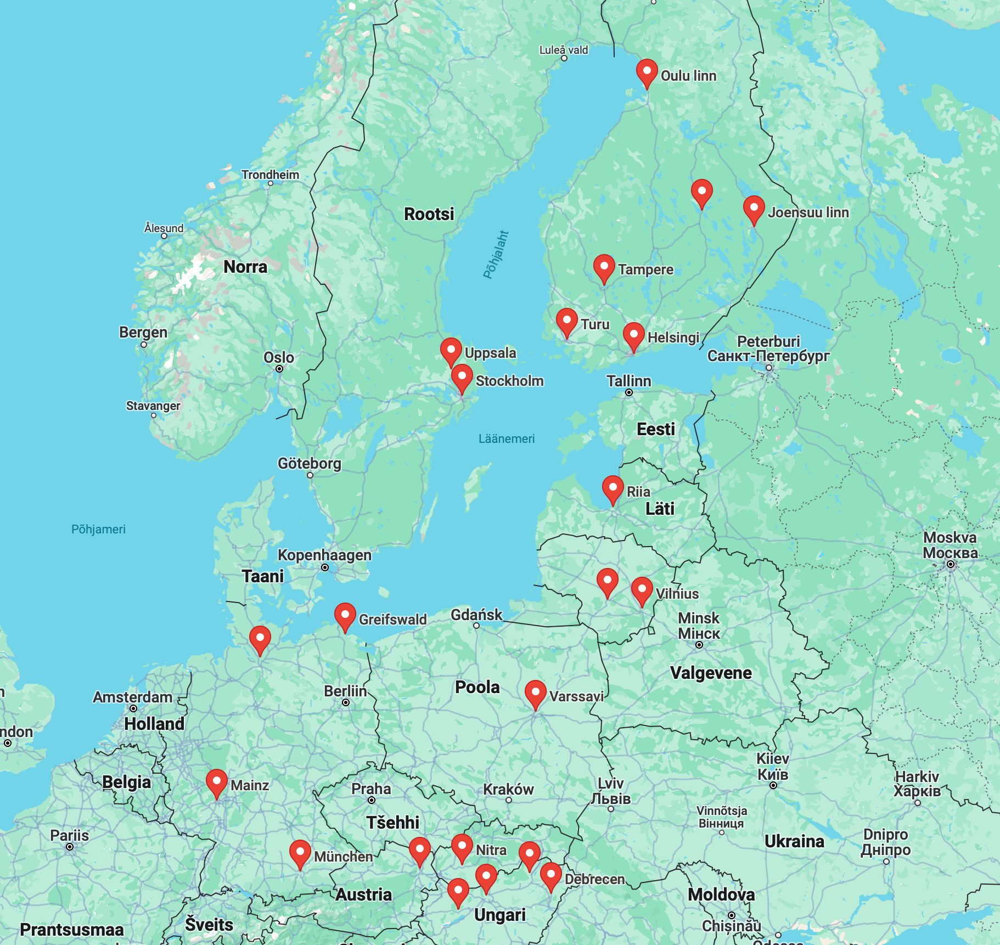 Luleå vald
Oulu linn
Trondheim
Rootsi
Joensuu linn
Ålesund
Põhjalaht
Norra
Tampere
Turu
Bergen
Helsingi
Peterburi
Санкт-Петербург
Oslo
Uppsala
Stockholm
Tallinn
Stavanger
Eesti
Läänemeri
Göteborg
Riia
Läti
Põhjameri
Moskva
Москва
Kopenhaagen
Taani
Vilnius
Gdańsk
Greifswald
Minsk
Мінск
Valgevene
Poola
Berliin
Varssavi
Amsterdam
Holland
ndon
Kiiev
Київ
Belgia
Mainz
Praha
Kraków
Lviv
Львів
Harkiv
Харків
Tšehhi
Vinnõtsja
Вінниця
Pariis
Ukraina
Dnipro
Дніпро
München
Nitra
Debrecen
Austria
Moldova
Ungari
Šveits
Chișinău
Prantsusmaa